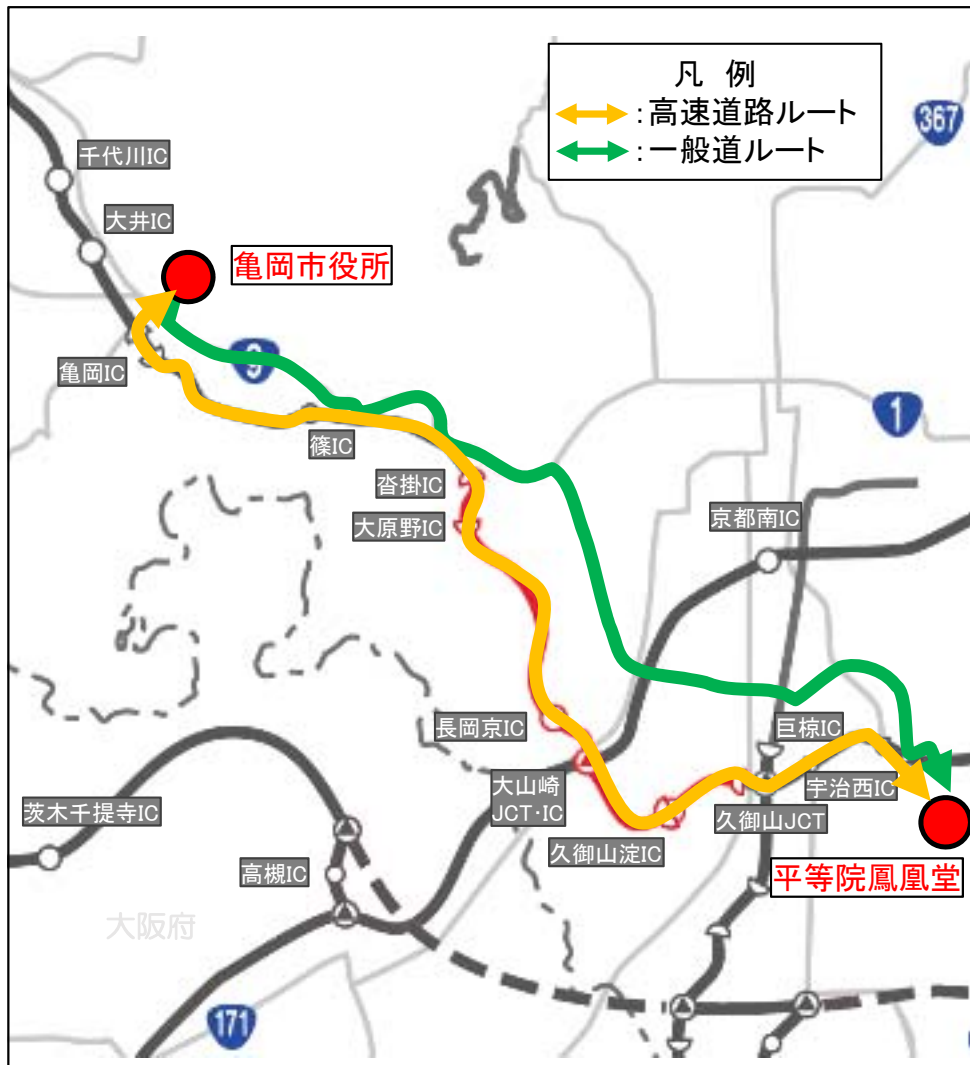 凡 例
：高速道路ルート
：一般道ルート
367
千代川IC
大井IC
亀岡市役所
亀岡IC
9
1
篠IC
沓掛IC
大原野IC
京都南IC
長岡京IC
巨椋IC
大山崎
JCT・IC
宇治西IC
茨木千提寺IC
久御山JCT
久御山淀IC
高槻IC
平等院鳳凰堂
大阪府
171